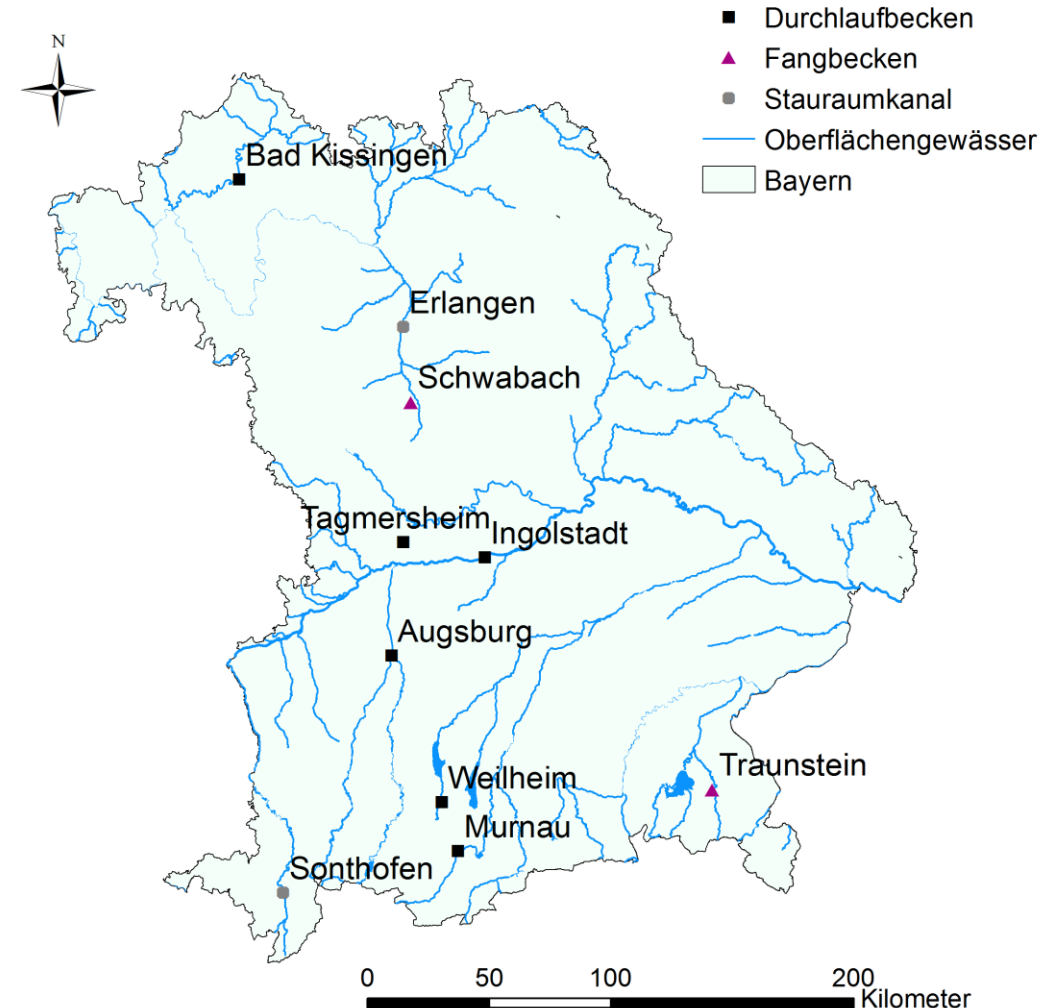 Durchlaufbecken
Fangbecken
Stauraumkanal
Oberflächengewässer
Bayern
N
Bad Kissingen
Erlangen
Schwabach
Tagmersheim
Ingolstadt
Augsburg
Weilheim
Traunstein
Murnau
Sonthofen
0 50 100 200
Kilometer